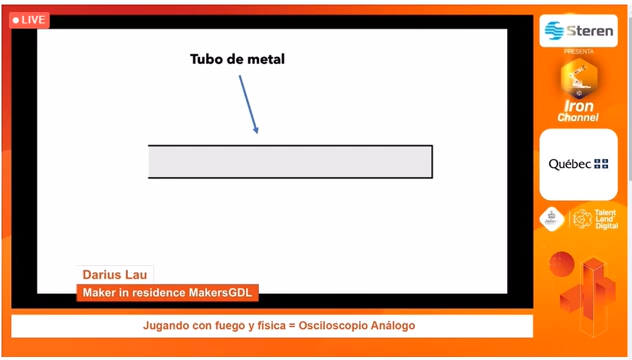 LIVE
Tubo de metal
Darius Lau
Maker in residence MakersGDL
Jugando con fuego y física = Osciloscopio Análogo
Steren
PRESENTA
Iron
Channel
Québec
Talent
Land
Digital